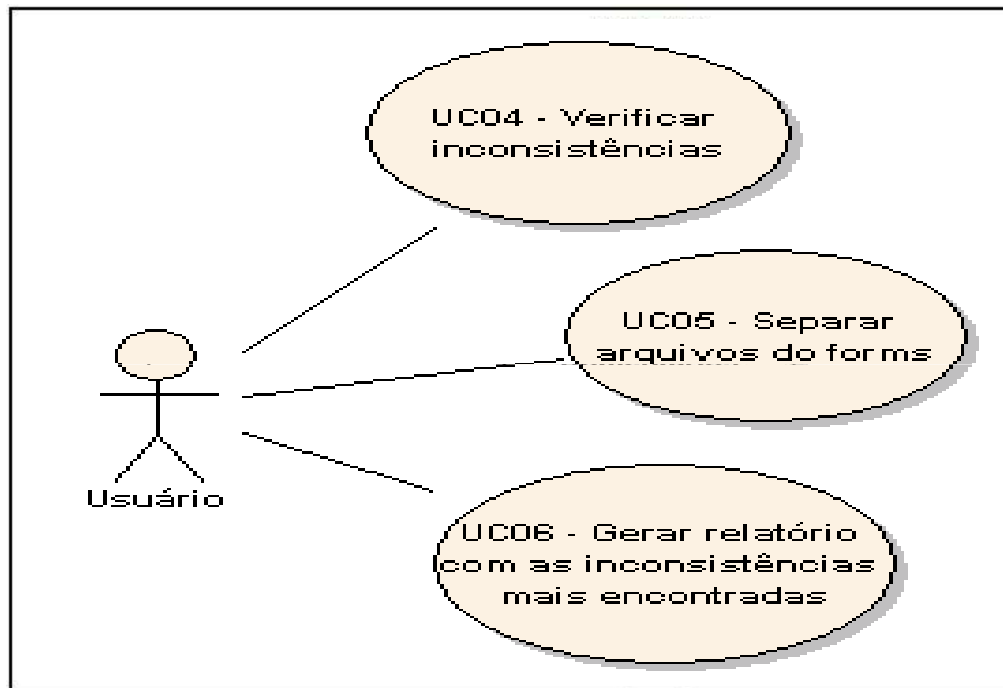 UC04 - Verificar
inconsistências
UC05 - Separar
arquivos do forms
Usuário
UC06 - Gerar relatório
com as inconsistências
mais encontradas